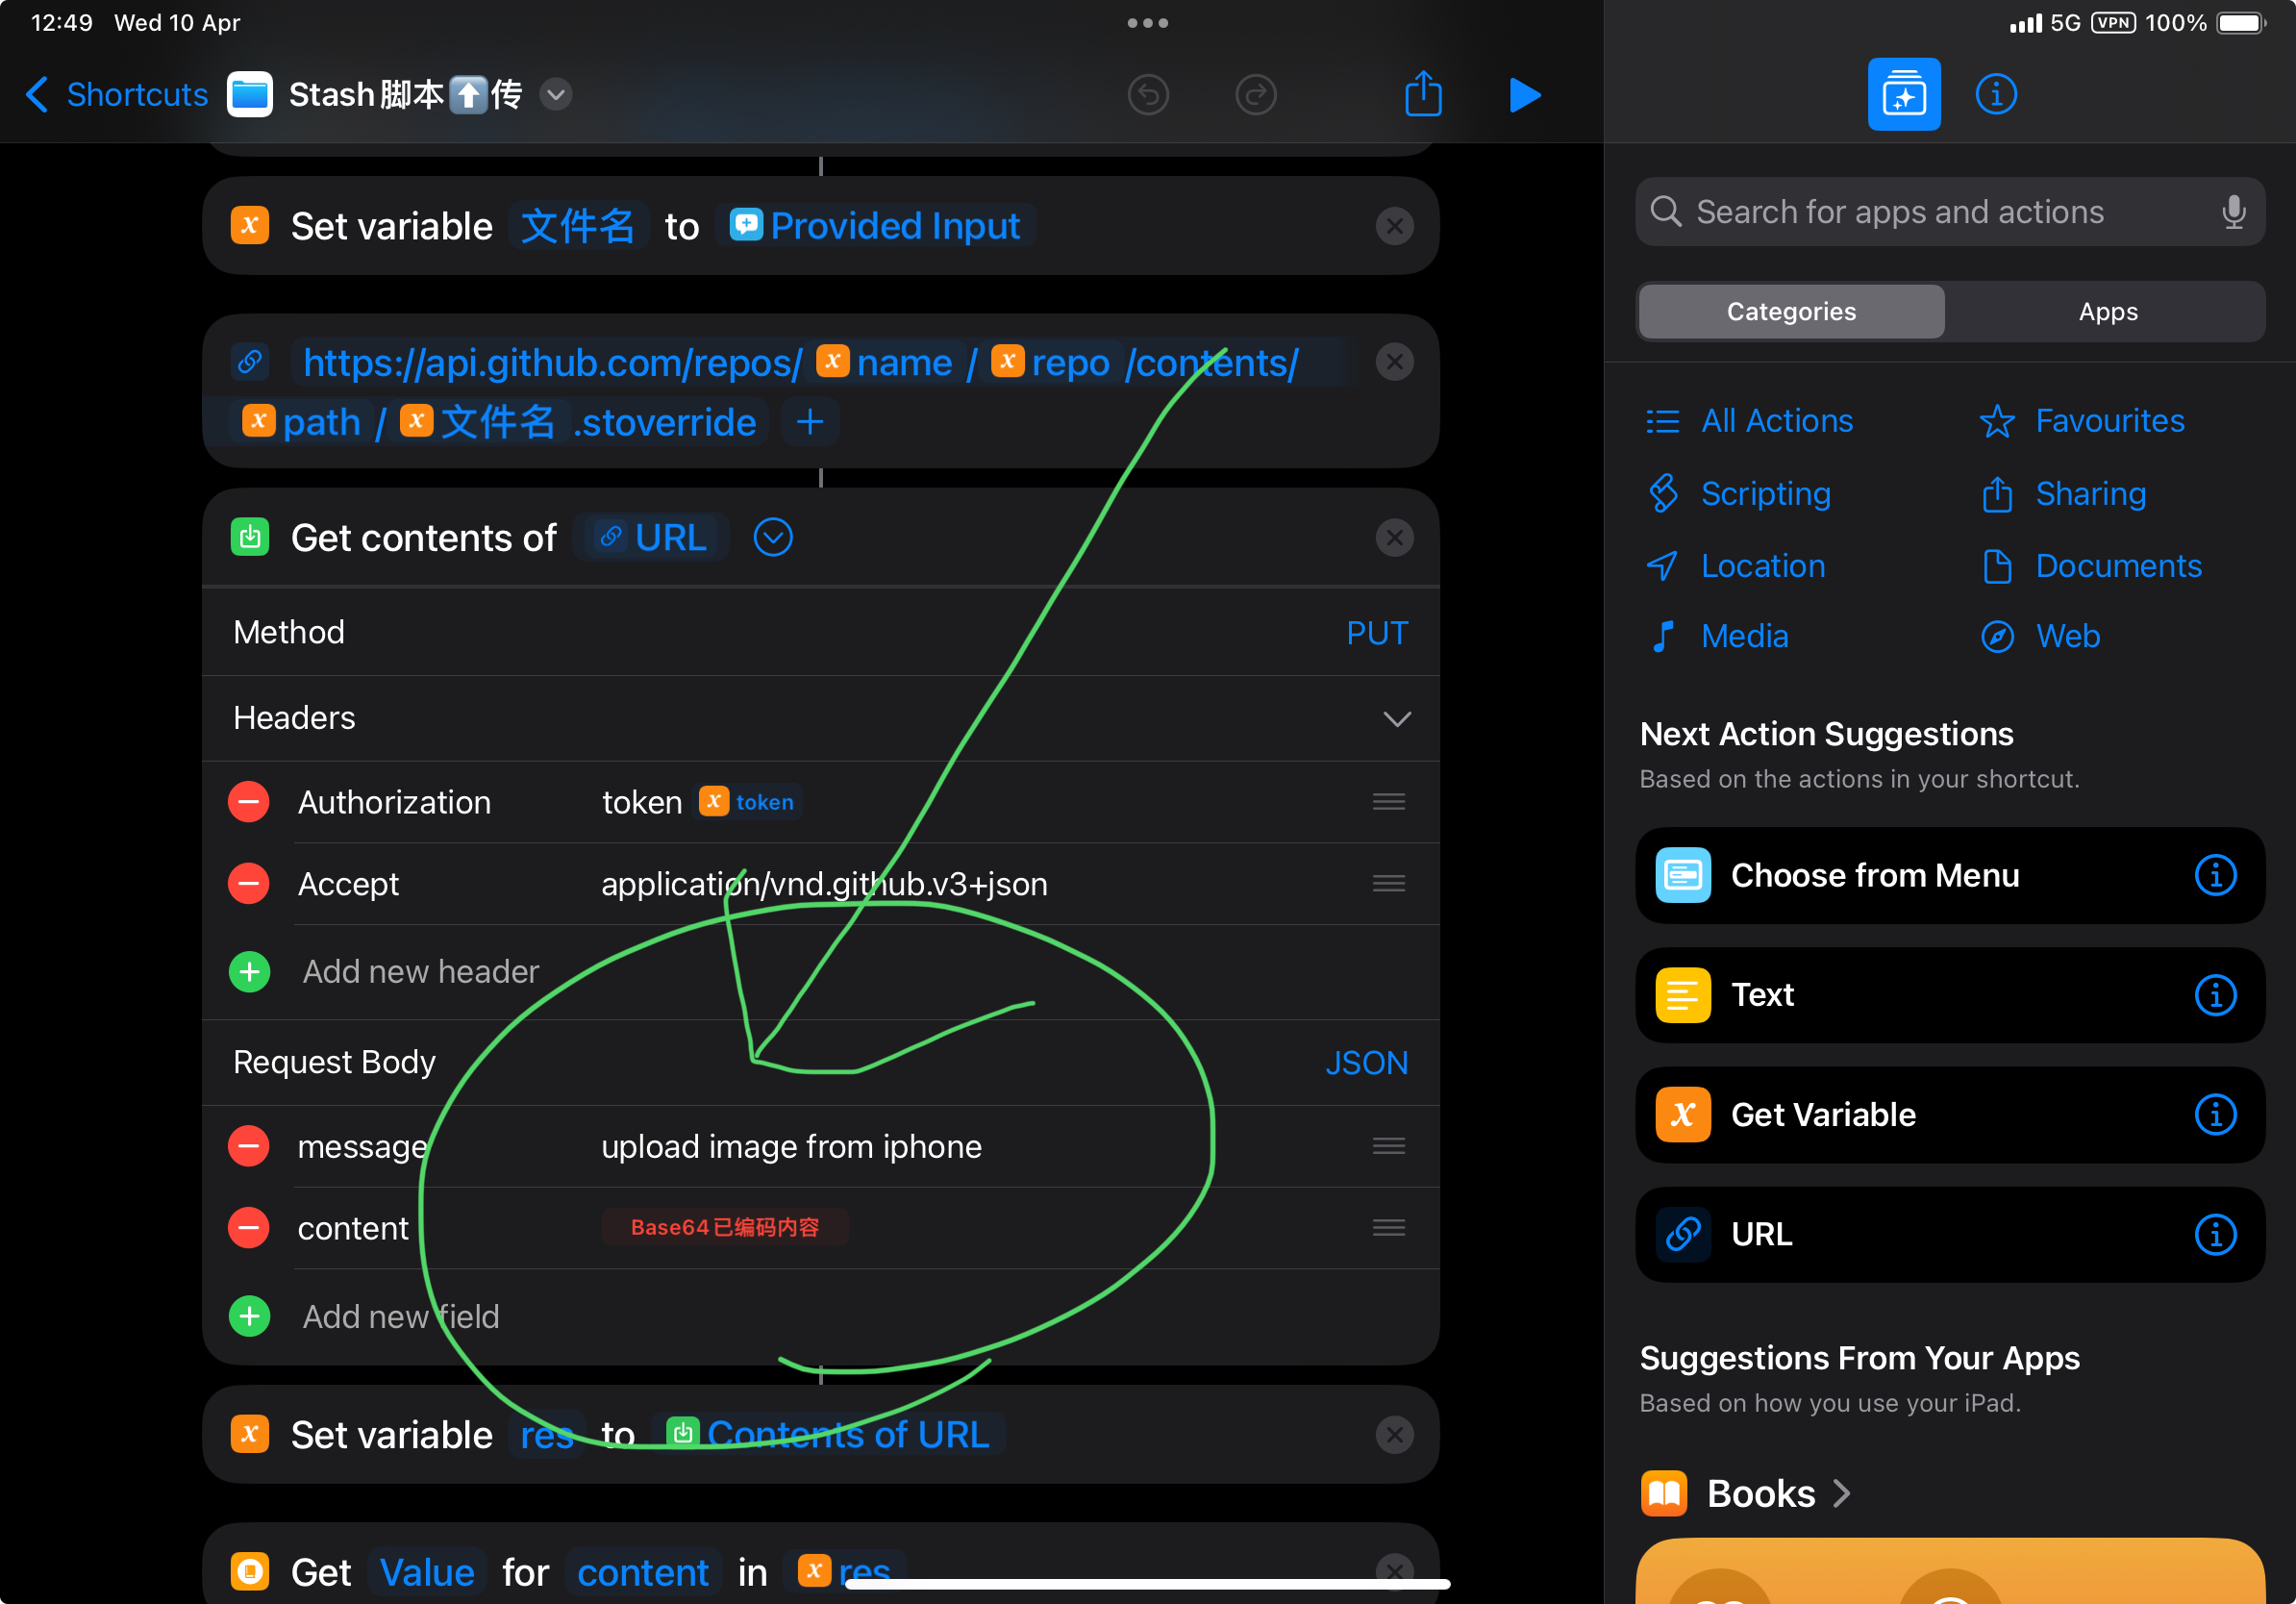 12:49 Wed 10 Apr
5G VPN 100%
Shortcuts Stash脚本⬆️传
Set variable 文件名 to Provided Input
https://api.github.com/repos/ x name / x repo /contents/
x path / x 文件名 .stoverride +
Get contents of URL
Method PUT
Headers
Authorization token x token
Accept application/vnd.github.v3+json
Add new header
Request Body JSON
message upload image from iphone
content Base64已编码内容
Add new field
Set variable res to Contents of URL
Get Value for content in x res
Search for apps and actions
Categories Apps
All Actions Favourites
Scripting Sharing
Location Documents
Media Web
Next Action Suggestions
Based on the actions in your shortcut.
Choose from Menu
Text
Get Variable
URL
Suggestions From Your Apps
Based on how you use your iPad.
Books